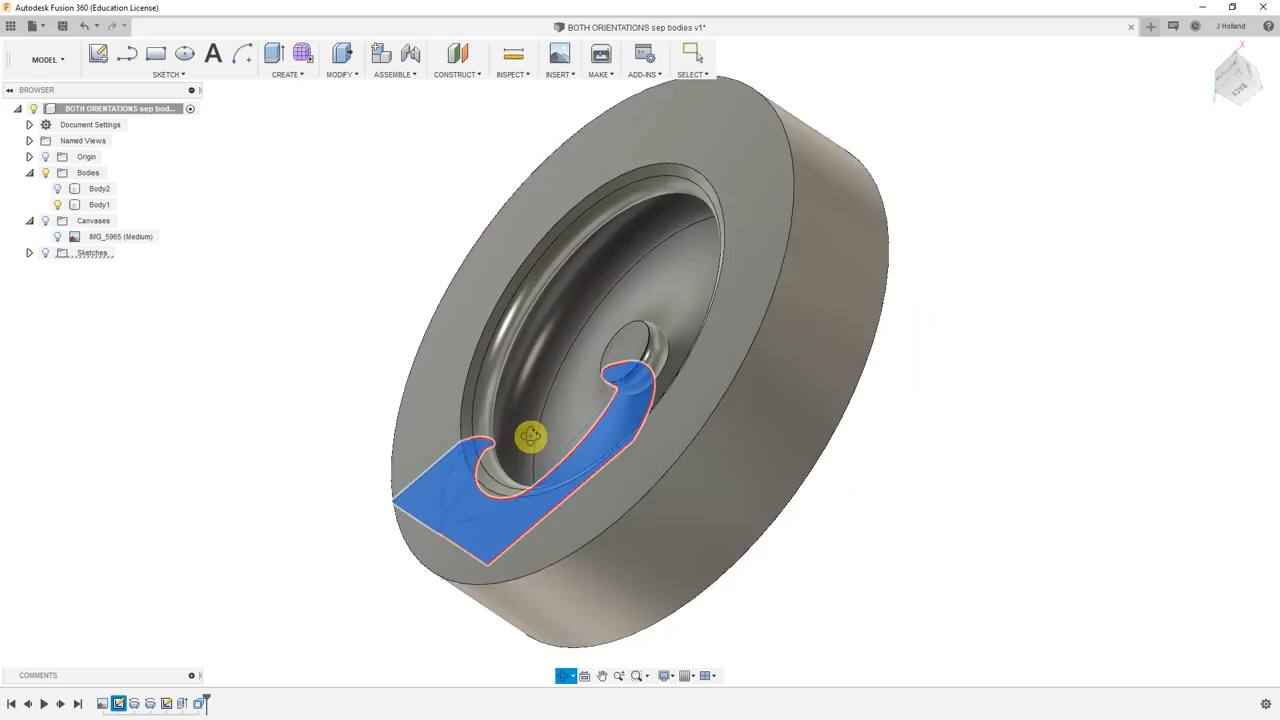 Autodesk Fusion 360 (Education License)
BOTH ORIENTATIONS sep bodies v1*
J Holland
MODEL
SKETCH
CREATE
MODIFY
ASSEMBLE
CONSTRUCT
INSPECT
INSERT
MAKE
ADD-INS
SELECT
BROWSER
BOTH ORIENTATIONS sep bod...
Document Settings
Named Views
Origin
Bodies
Body2
Body1
Canvases
IMG_5965 (Medium)
Sketches
BACK
COMMENTS